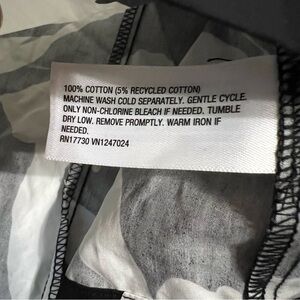 100% COTTON (5% RECYCLED COTTON)
MACHINE WASH COLD SEPARATELY. GENTLE CYCLE.
ONLY NON-CHLORINE BLEACH IF NEEDED. TUMBLE
DRY LOW. REMOVE PROMPTLY. WARM IRON IF
NEEDED.
RN17730 VN1247024